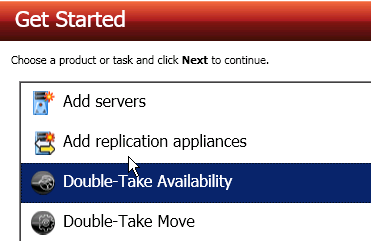 Get Started
Choose a product or task and click Next to continue.
Add servers
Add replication appliances
Double-Take Availability
Double-Take Move